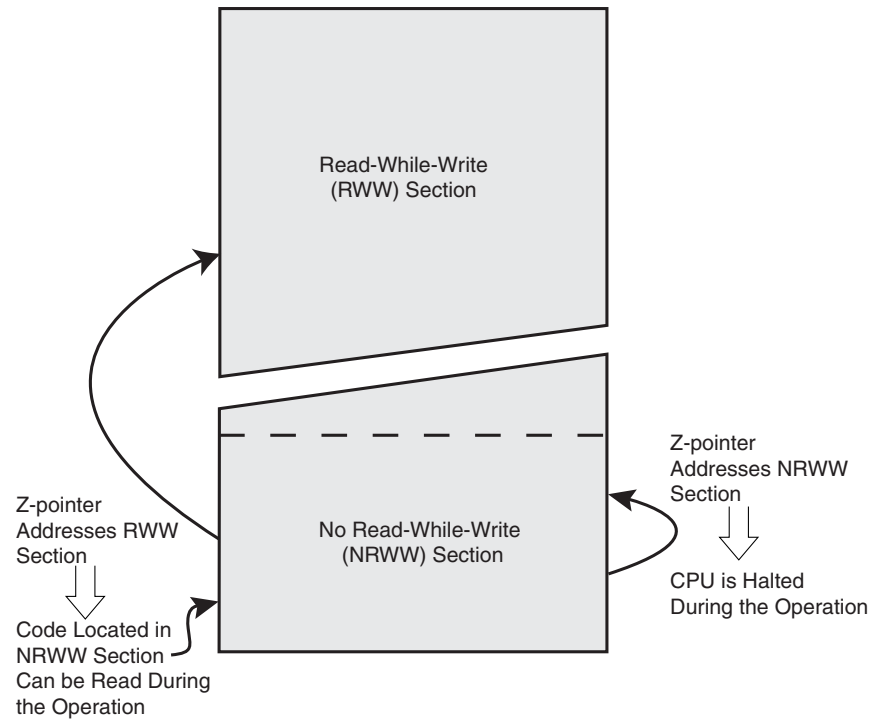 Read-While-Write
(RWW) Section
Z-pointer
Addresses NRWW
Section
Z-pointer
Addresses RWW
Section
No Read-While-Write
(NRWW) Section
CPU is Halted
During the Operation
Code Located in
NRWW Section
Can be Read During
the Operation